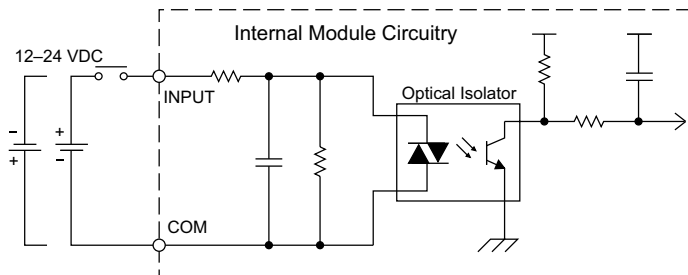 Internal Module Circuitry
12–24 VDC
INPUT
Optical Isolator
–
+
+
–
COM